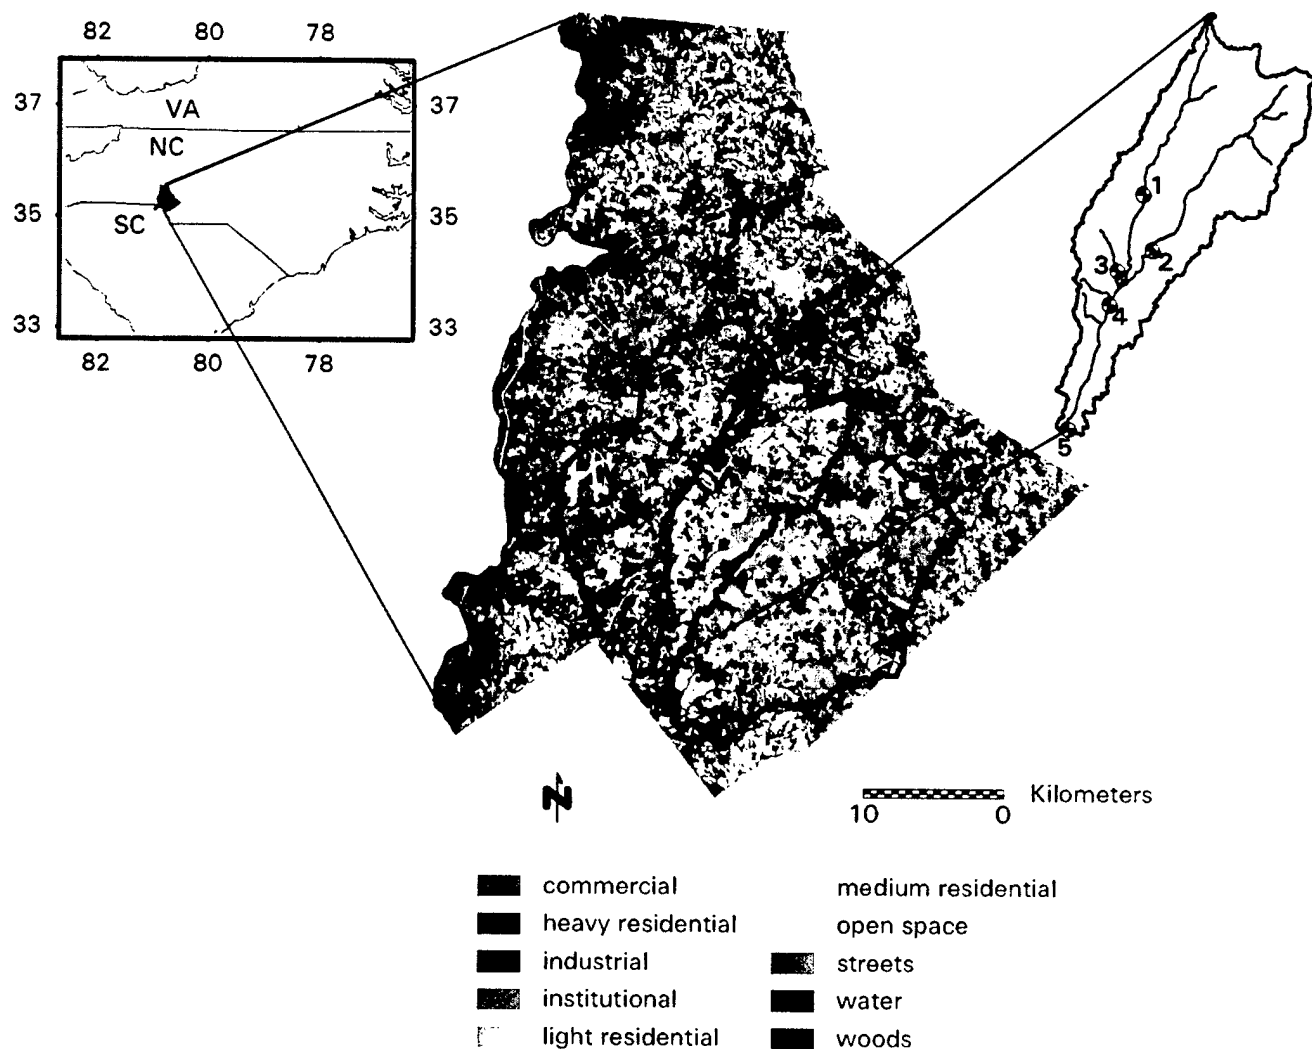 82 80 78
37 37
VA
NC
35 35
SC
33 33
82 80 78
1
2
3
4
5
N
10 0 Kilometers
commercial
heavy residential
industrial
institutional
light residential
medium residential
open space
streets
water
woods